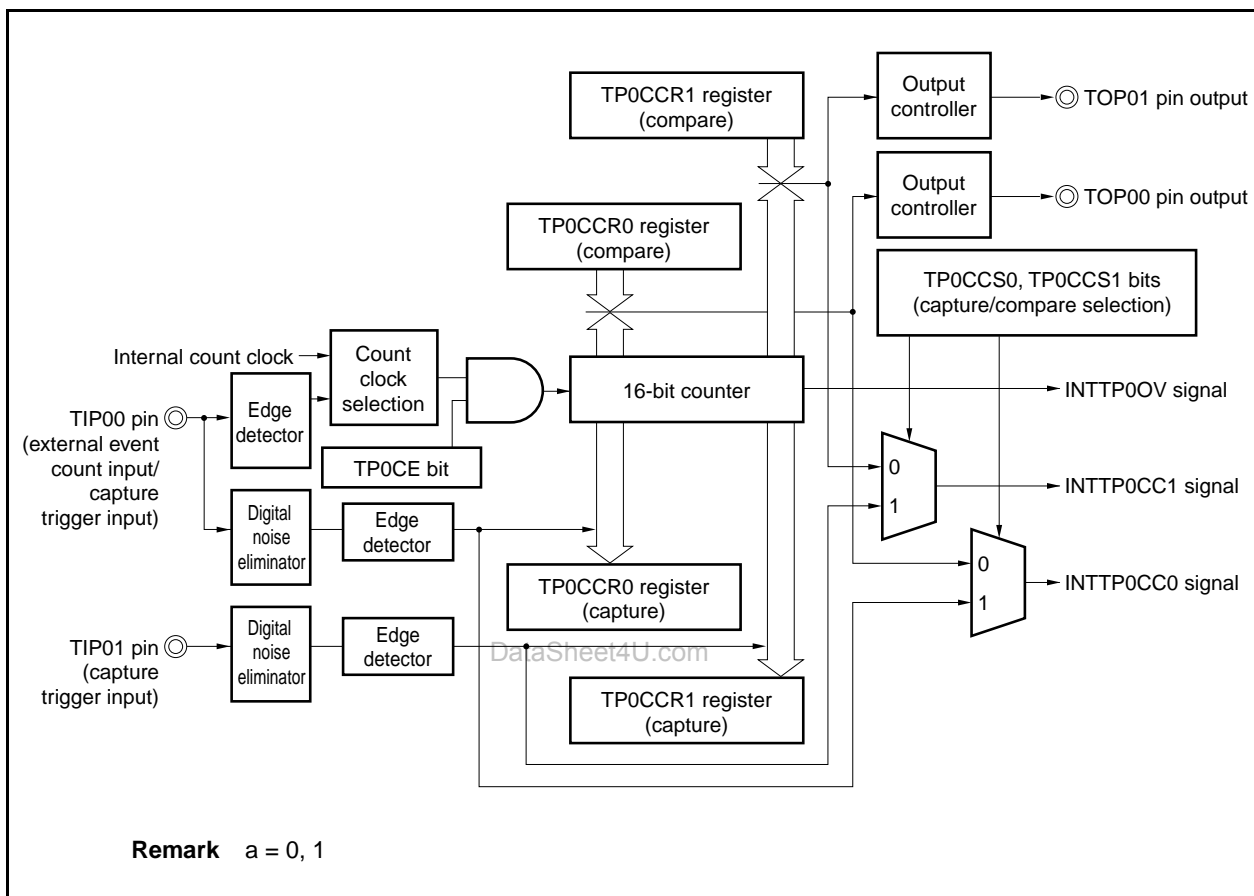 TP0CCR1 register
(compare)
Output
controller
TOP01 pin output
Output
controller
TOP00 pin output
TP0CCR0 register
(compare)
TP0CCS0, TP0CCS1 bits
(capture/compare selection)
Internal count clock
Count
clock
selection
16-bit counter
INTTP0OV signal
TIP00 pin
(external event
count input/
capture
trigger input)
Edge
detector
TP0CE bit
0
1
INTTP0CC1 signal
Digital
noise
eliminator
Edge
detector
TP0CCR0 register
(capture)
0
1
INTTP0CC0 signal
TIP01 pin
(capture
trigger input)
Digital
noise
eliminator
Edge
detector
DataSheet4U.com
TP0CCR1 register
(capture)
Remark a = 0, 1